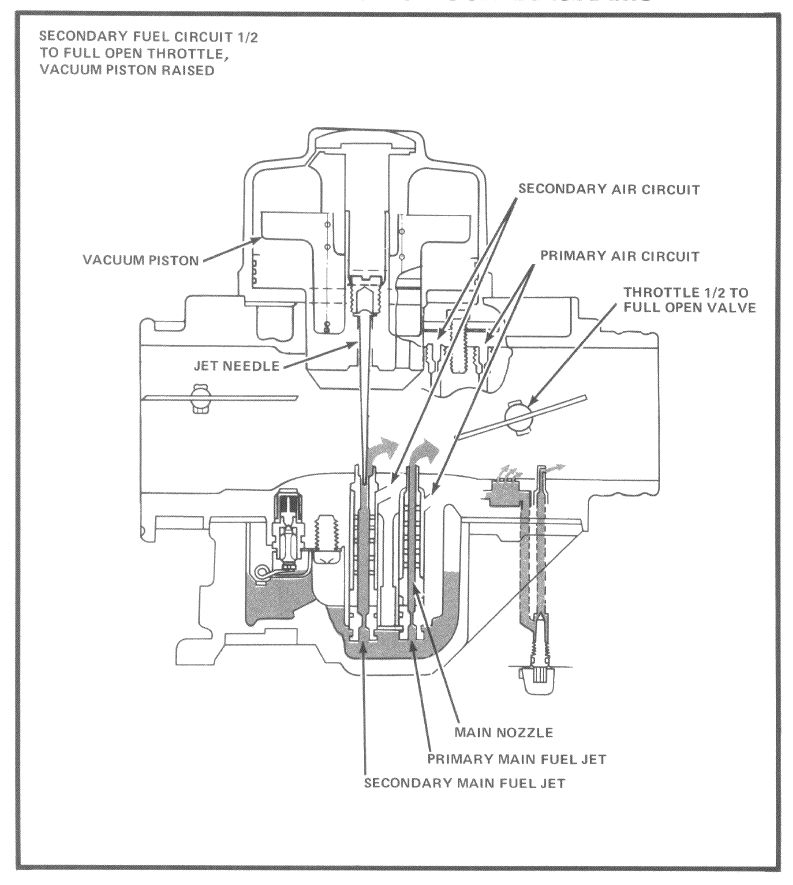 SECONDARY FUEL CIRCUIT 1/2
TO FULL OPEN THROTTLE,
VACUUM PISTON RAISED
SECONDARY AIR CIRCUIT
PRIMARY AIR CIRCUIT
VACUUM PISTON
THROTTLE 1/2 TO
FULL OPEN VALVE
JET NEEDLE
MAIN NOZZLE
PRIMARY MAIN FUEL JET
SECONDARY MAIN FUEL JET